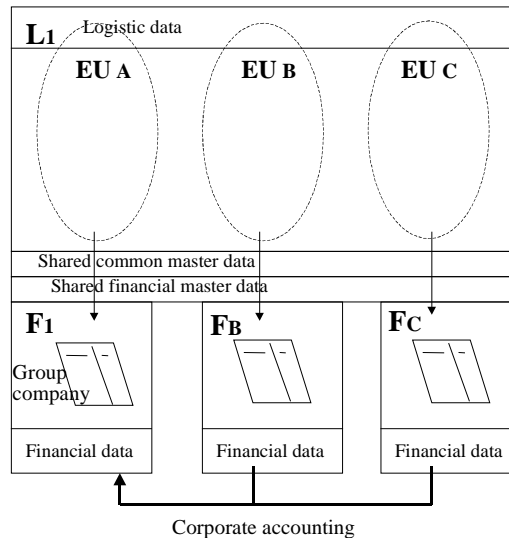 L1 Logistic data
EU A EU B EU C
Shared common master data
Shared financial master data
F1 FB FC
Group
company
Financial data Financial data Financial data
Corporate accounting